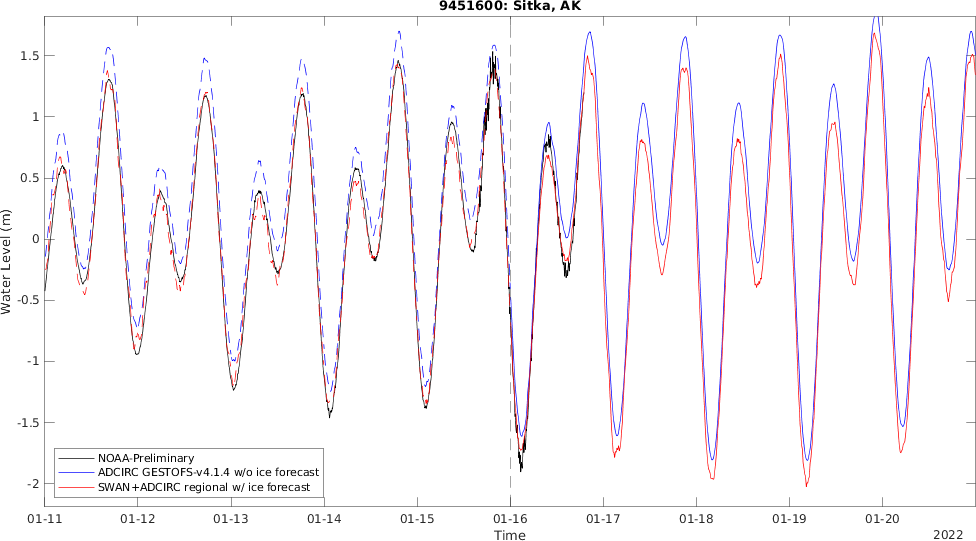 9451600: Sitka, AK
Water Level (m)
1.5
1
0.5
0
-0.5
-1
-1.5
-2
NOAA-Preliminary
ADCIRC GESTOFS-v4.1.4 w/o ice forecast
SWAN+ADCIRC regional w/ ice forecast
01-11 01-12 01-13 01-14 01-15 01-16 01-17 01-18 01-19 01-20
Time
2022